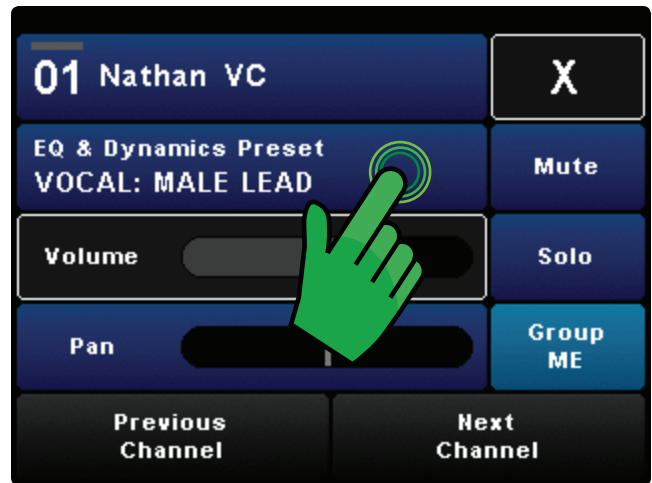 01 Nathan VC
X
EQ & Dynamics Preset
VOCAL: MALE LEAD
Mute
Volume
Solo
Pan
Group
ME
Previous
Channel
Next
Channel